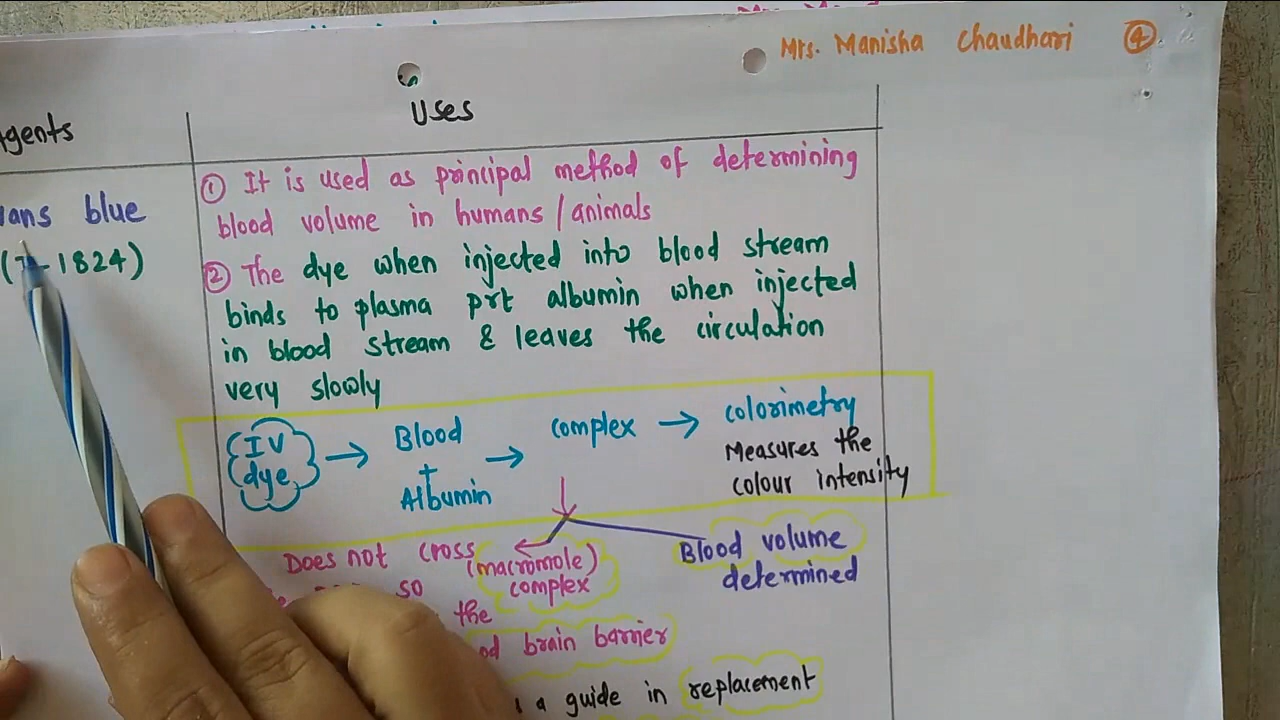 Mrs. Manisha Chaudhari ④
Agents
Uses
ans blue
-1824)
① It is used as principal method of determining
blood volume in humans / animals
② The dye when injected into blood stream
binds to plasma prt albumin when injected
in blood stream & leaves the circulation
very slowly
IV dye → Blood + Albumin → complex → colorimetry
Measures the
colour intensity
Does not cross
(macromole)
complex
so
the
brain barrier
Blood volume
determined
a guide in replacement